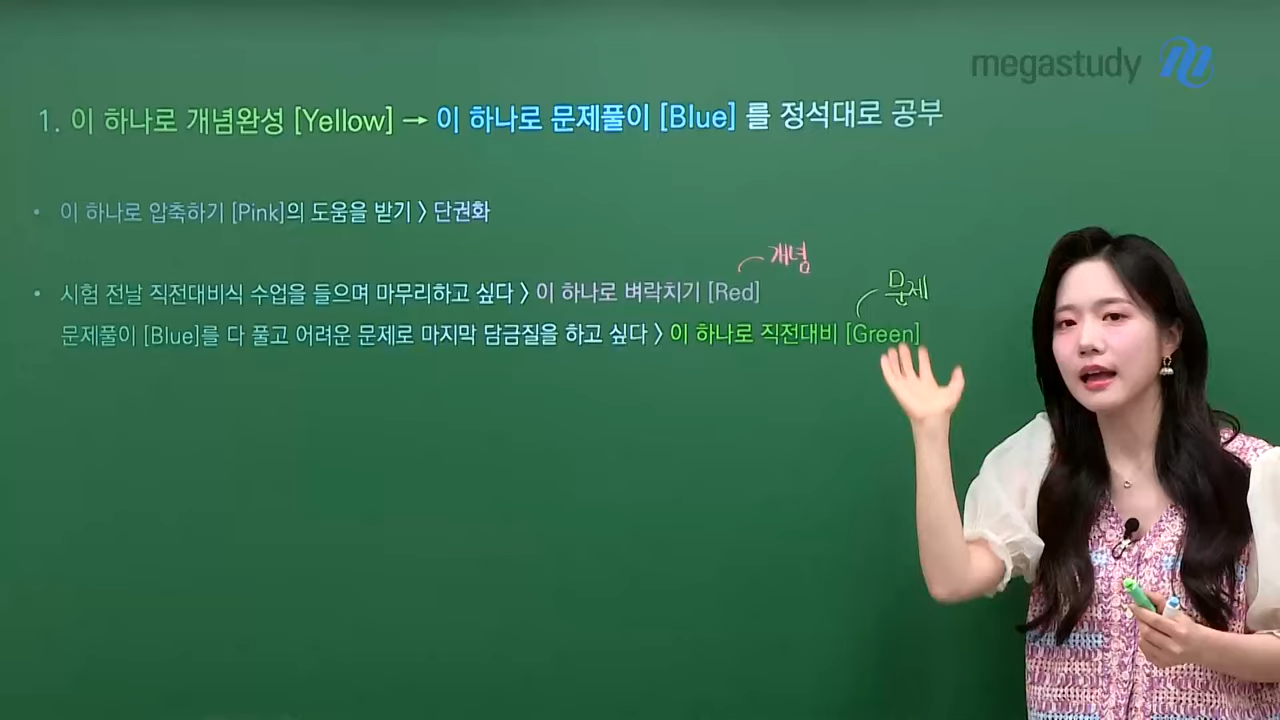 megastudy
1. 이 하나로 개념완성 [Yellow] → 이 하나로 문제풀이 [Blue] 를 정석대로 공부
• 이 하나로 압축하기 [Pink]의 도움을 받기 > 단권화
개념
• 시험 전날 직전대비식 수업을 들으며 마무리하고 싶다 > 이 하나로 벼락치기 [Red]
문제
문제풀이 [Blue]를 다 풀고 어려운 문제로 마지막 담금질을 하고 싶다 > 이 하나로 직전대비 [Green]